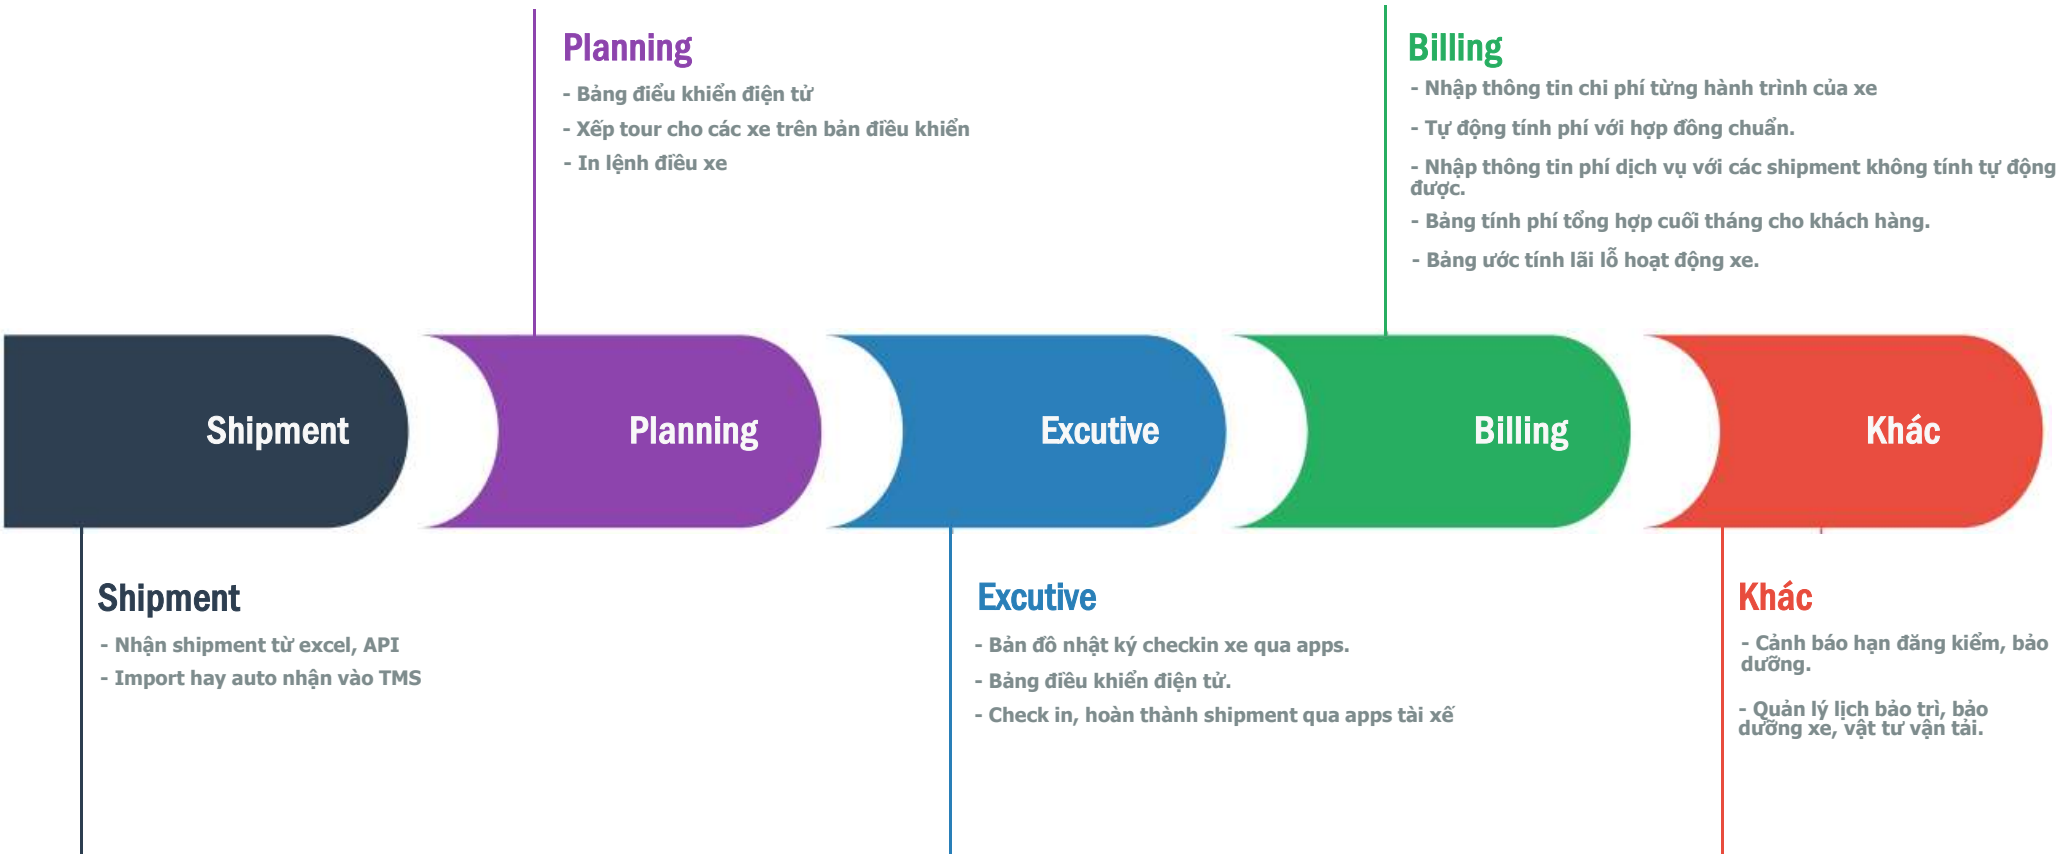 Planning
- Bảng điểu khiển điện tử
- Xếp tour cho các xe trên bản điều khiển
- In lệnh điều xe
Billing
- Nhập thông tin chi phí từng hành trình của xe
- Tự động tính phí với hợp đồng chuẩn.
- Nhập thông tin phí dịch vụ với các shipment không tính tự động
được.
- Bảng tính phí tổng hợp cuối tháng cho khách hàng.
- Bảng ước tính lãi lỗ hoạt động xe.
Shipment
Planning
Excutive
Billing
Khác
Shipment
- Nhận shipment từ excel, API
- Import hay auto nhận vào TMS
Excutive
- Bản đồ nhật ký checkin xe qua apps.
- Bảng điều khiển điện tử.
- Check in, hoàn thành shipment qua apps tài xế
Khác
- Cảnh báo hạn đăng kiểm, bảo
dưỡng.
- Quản lý lịch bảo trì, bảo
dưỡng xe, vật tư vận tải.